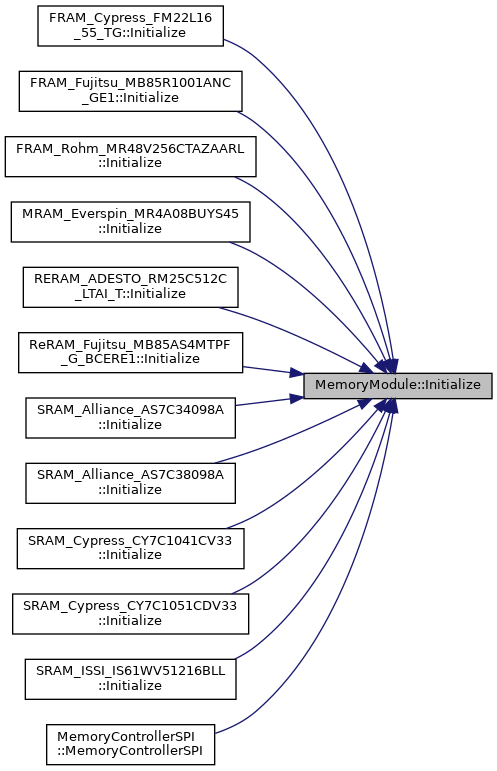 FRAM_Cypress_FM22L16
_55_TG::Initialize
FRAM_Fujitsu_MB85R1001ANC
_GE1::Initialize
FRAM_Rohm_MR48V256CTAZAARL
::Initialize
MRAM_Everspin_MR4A08BUYS45
::Initialize
RERAM_ADESTO_RM25C512C
_LTAI_T::Initialize
ReRAM_Fujitsu_MB85AS4MTPF
_G_BCERE1::Initialize
MemoryModule::Initialize
SRAM_Alliance_AS7C34098A
::Initialize
SRAM_Alliance_AS7C38098A
::Initialize
SRAM_Cypress_CY7C1041CV33
::Initialize
SRAM_Cypress_CY7C1051CDV33
::Initialize
SRAM_ISSI_IS61WV51216BLL
::Initialize
MemoryControllerSPI
::MemoryControllerSPI